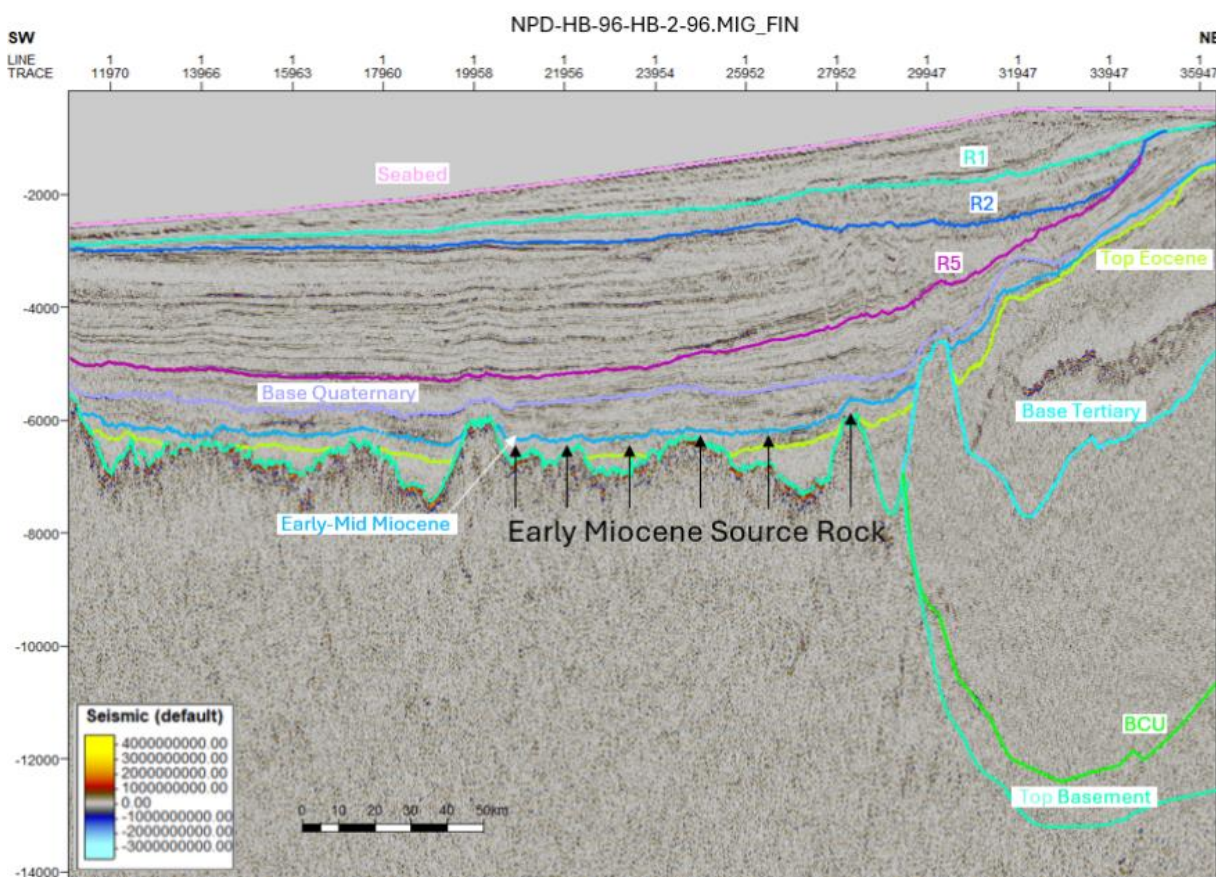 NPD-HB-96-HB-2-96.MIG_FIN
SW
LINE 1 1 1 1 1 1 1 1 1 1 1 1 1
TRACE 11970 13966 15963 17960 19958 21956 23954 25952 27952 29947 31947 33947 35947
R1
Seabed
-2000
R2
R5
Top Eocene
-4000
Base Quaternary
Base Tertiary
-6000
Early-Mid Miocene
Early Miocene Source Rock
-8000
-10000
Seismic (default)
4000000000.00
3000000000.00
2000000000.00
1000000000.00
0.00
-1000000000.00
-2000000000.00
-3000000000.00
BCU
-12000
0 10 20 30 40 50km
Top Basement
-14000